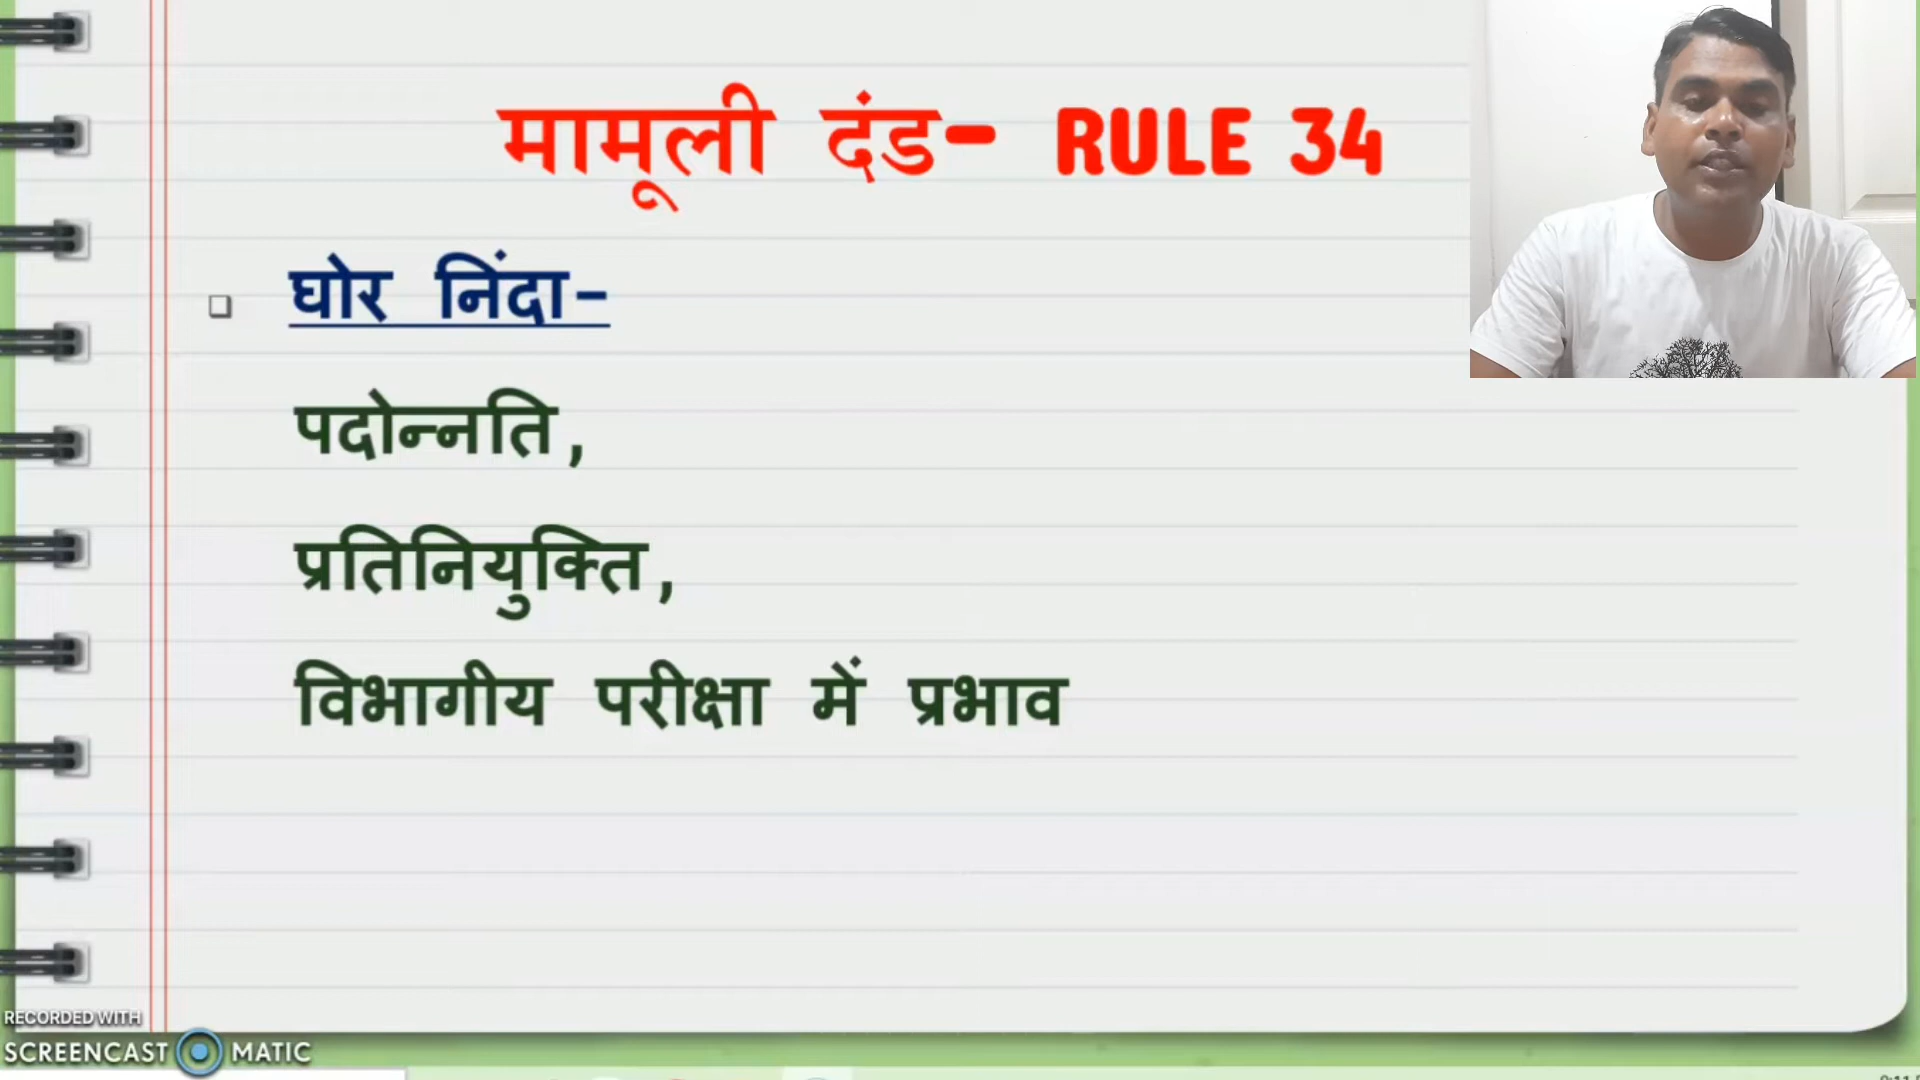 मामूली दंड- RULE 34
घोर निंदा-
पदोन्नति,
प्रतिनियुक्ति,
विभागीय परीक्षा में प्रभाव
RECORDED WITH
SCREENCAST MATIC